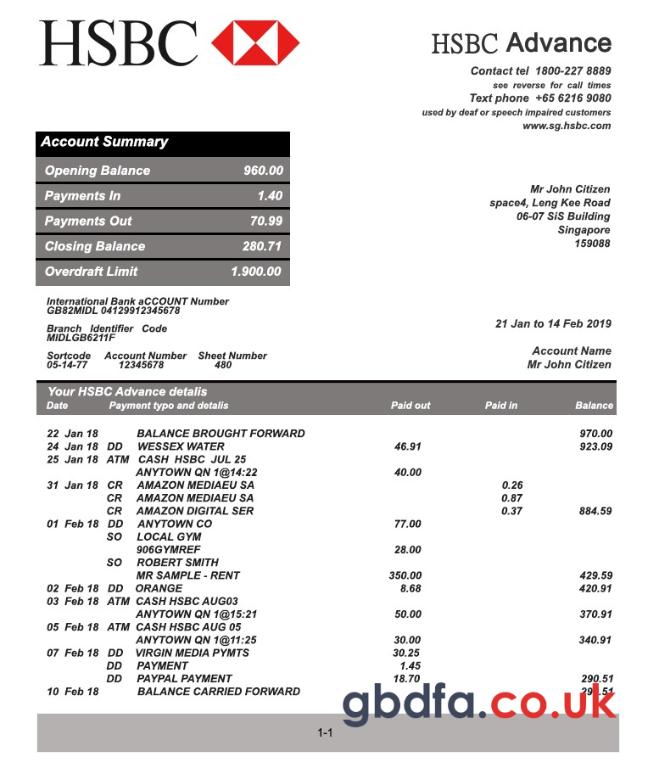 HSBC
HSBC Advance
Contact tel 1800-227 8889
see reverse for call times
Text phone +65 6216 9080
used by deaf or speech impaired customers
www.sg.hsbc.com
Account Summary
Opening Balance 960.00
Payments In 1.40
Payments Out 70.99
Closing Balance 280.71
Overdraft Limit 1.900.00
Mr John Citizen
space4, Leng Kee Road
06-07 SiS Building
Singapore
159088
International Bank aCCOUNT Number
GB82MIDL 04129912345678
Branch Identifier Code
MIDLGB6211F
Sortcode Account Number Sheet Number
05-14-77 12345678 480
21 Jan to 14 Feb 2019
Account Name
Mr John Citizen
Your HSBC Advance detalis
Date Payment typo and detalis Paid out Paid in Balance
22 Jan 18 BALANCE BROUGHT FORWARD 970.00
24 Jan 18 DD WESSEX WATER 46.91 923.09
25 Jan 18 ATM CASH HSBC JUL 25
ANYTOWN QN 1@14:22 40.00
31 Jan 18 CR AMAZON MEDIAEU SA 0.26
CR AMAZON MEDIAEU SA 0.87
CR AMAZON DIGITAL SER 0.37 884.59
01 Feb 18 DD ANYTOWN CO 77.00
SO LOCAL GYM
906GYMREF 28.00
SO ROBERT SMITH
MR SAMPLE - RENT 350.00 429.59
02 Feb 18 DD ORANGE 8.68 420.91
03 Feb 18 ATM CASH HSBC AUG03
ANYTOWN QN 1@15:21 50.00 370.91
05 Feb 18 ATM CASH HSBC AUG 05
ANYTOWN QN 1@11:25 30.00 340.91
07 Feb 18 DD VIRGIN MEDIA PYMTS 30.25
DD PAYMENT 1.45
DD PAYPAL PAYMENT 18.70 290.51
10 Feb 18 BALANCE CARRIED FORWARD
gbdfa.co.uk
1-1